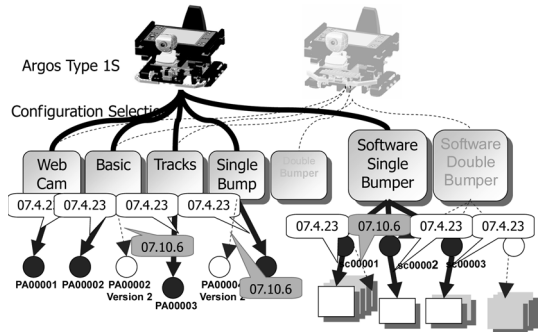 Argos Type 1S
Configuration Selectio
Web
Cam
Basic
Tracks
Single
Bump
Double
Bumper
Software
Single
Bumper
Software
Double
Bumper
07.4.23
07.4.23
07.4.23
07.4.23
07.4.23
07.10.6
07.4.23
07.4.23
07.10.6
07.10.6
PA00001
PA00002
PA00002
Version 2
PA00003
PA0000
Version 2
sc00001
sc00002
sc00003